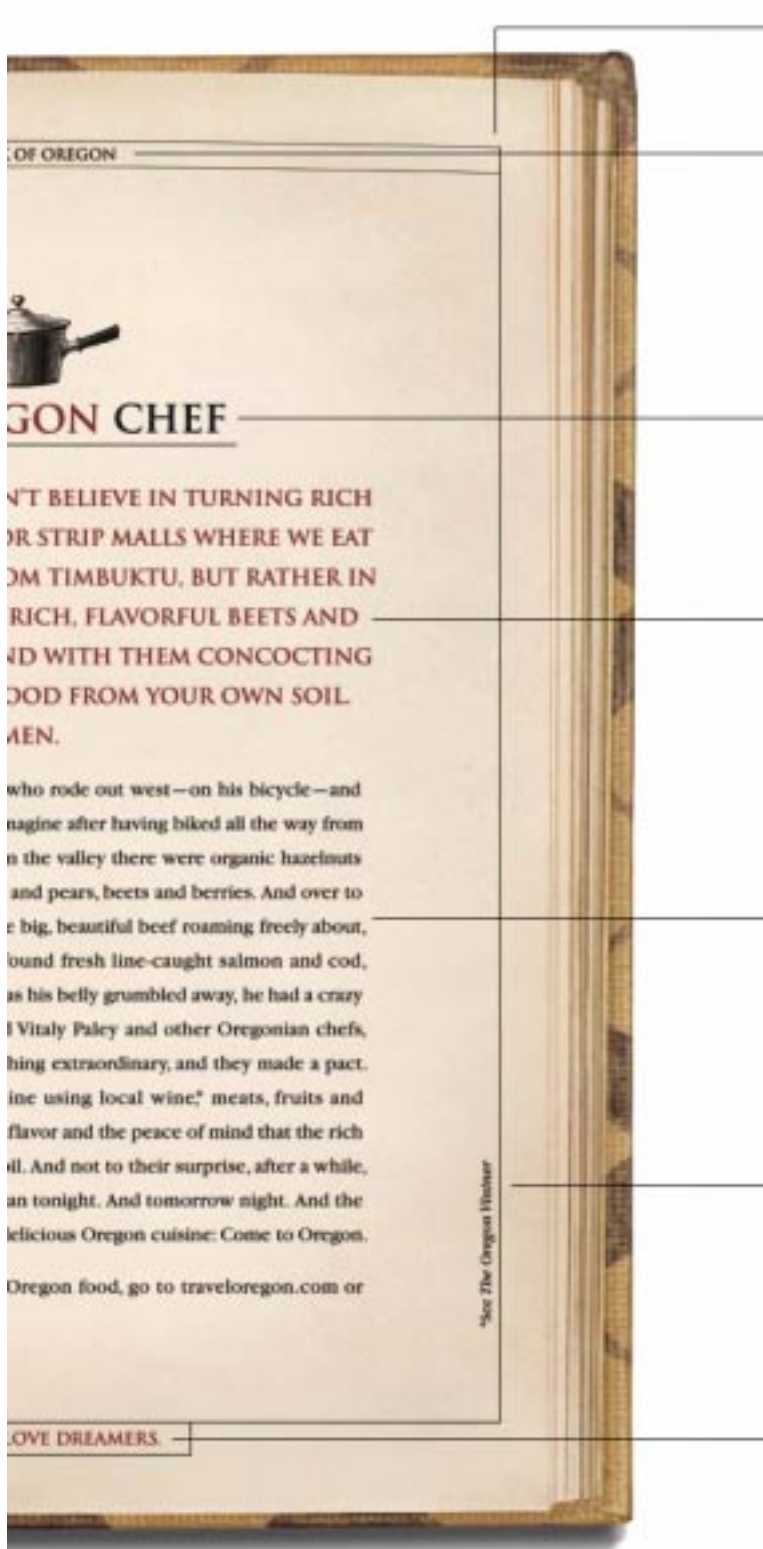 OF OREGON
GON CHEF
N'T BELIEVE IN TURNING RICH
OR STRIP MALLS WHERE WE EAT
OM TIMBUKTU, BUT RATHER IN
RICH, FLAVORFUL BEETS AND
ND WITH THEM CONCOCTING
OOD FROM YOUR OWN SOIL.
MEN.
who rode out west—on his bicycle—and
magine after having biked all the way from
n the valley there were organic hazelnuts
and pears, beets and berries. And over to
e big, beautiful beef roaming freely about,
found fresh line-caught salmon and cod,
as his belly grumbled away, he had a crazy
l Vitaly Paley and other Oregonian chefs,
hing extraordinary, and they made a pact.
ine using local wine,* meats, fruits and
flavor and the peace of mind that the rich
il. And not to their surprise, after a while,
an tonight. And tomorrow night. And the
delicious Oregon cuisine: Come to Oregon.
Oregon food, go to traveloregon.com or
*See The Oregon Vintner
LOVE DREAMERS.